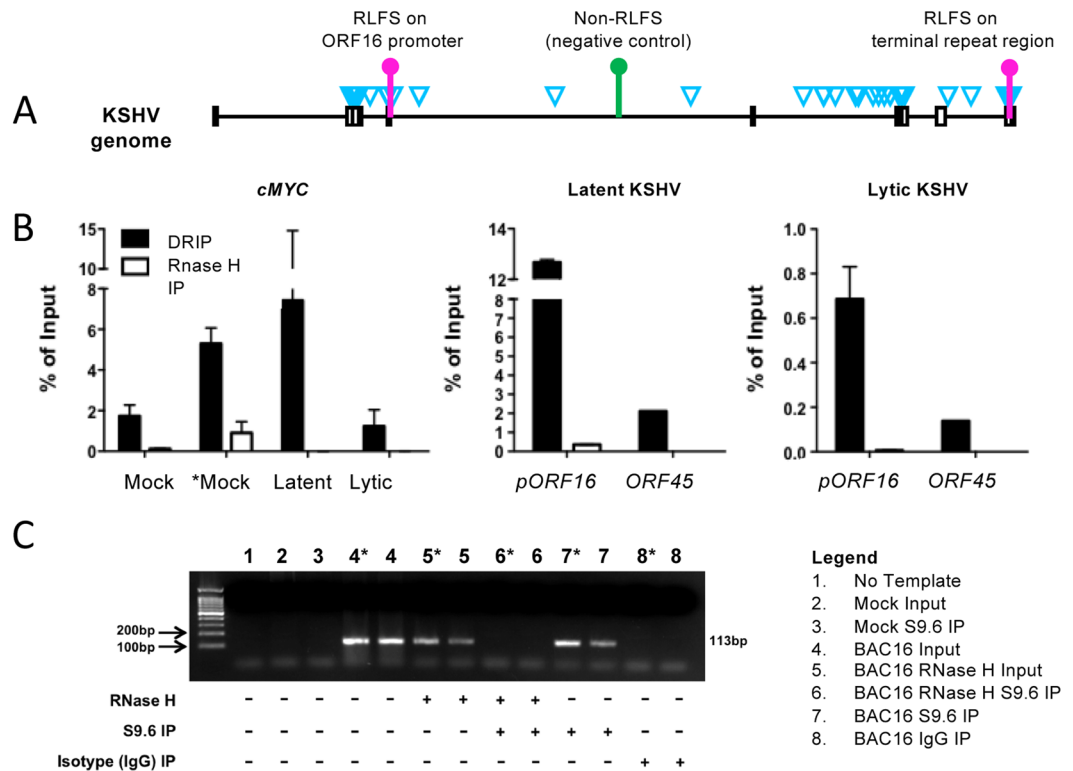 RLFS on
ORF16 promoter
Non-RLFS
(negative control)
RLFS on
terminal repeat region
A
KSHV
genome
B
cMYC
Latent KSHV
Lytic KSHV
DRIP
Rnase H
IP
% of Input
15
10
8
6
4
2
0
Mock *Mock Latent Lytic
% of Input
14
12
8
7
6
5
4
3
2
1
0
pORF16 ORF45
% of Input
1.0
0.8
0.6
0.4
0.2
0.0
pORF16 ORF45
C
1 2 3 4* 4 5* 5 6* 6 7* 7 8* 8
200bp
100bp
113bp
RNase H - - - - - + + + + - - - -
S9.6 IP - - - - - - - + + + + - -
Isotype (IgG) IP - - - - - - - - - - - + +
Legend
1. No Template
2. Mock Input
3. Mock S9.6 IP
4. BAC16 Input
5. BAC16 RNase H Input
6. BAC16 RNase H S9.6 IP
7. BAC16 S9.6 IP
8. BAC16 IgG IP